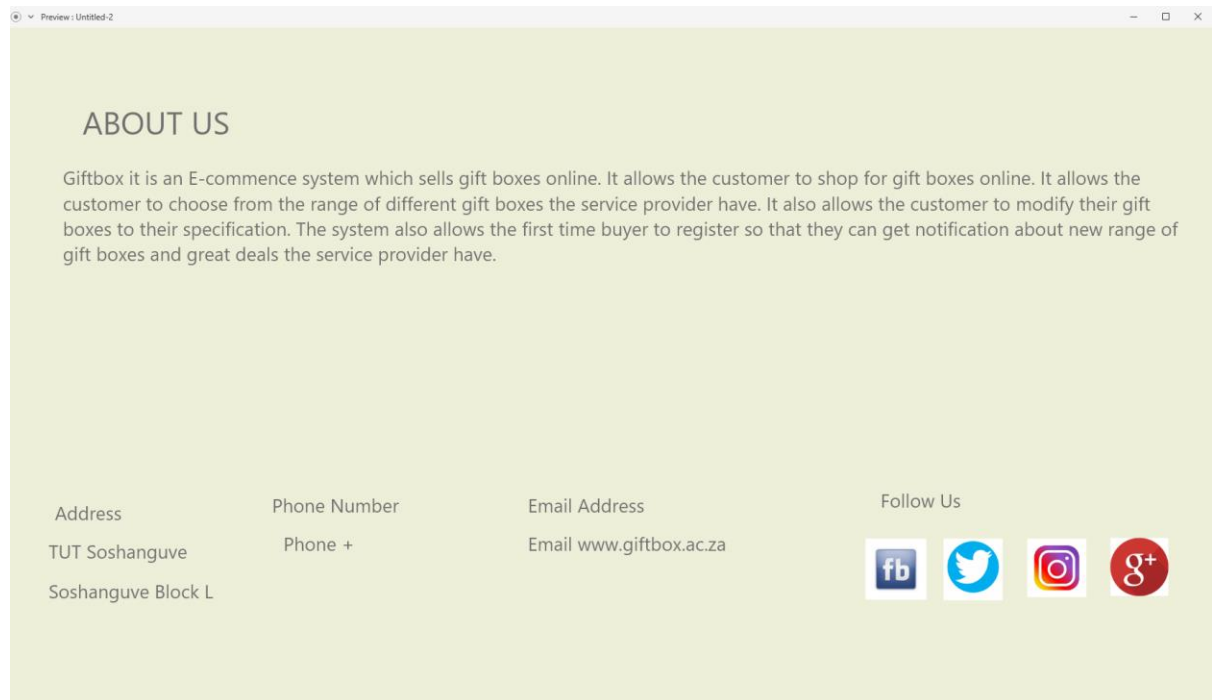 Preview : Untitled-2
ABOUT US
Giftbox it is an E-commence system which sells gift boxes online. It allows the customer to shop for gift boxes online. It allows the
customer to choose from the range of different gift boxes the service provider have. It also allows the customer to modify their gift
boxes to their specification. The system also allows the first time buyer to register so that they can get notification about new range of
gift boxes and great deals the service provider have.
Address
TUT Soshanguve
Soshanguve Block L
Phone Number
Phone +
Email Address
Email www.giftbox.ac.za
Follow Us
fb
g+